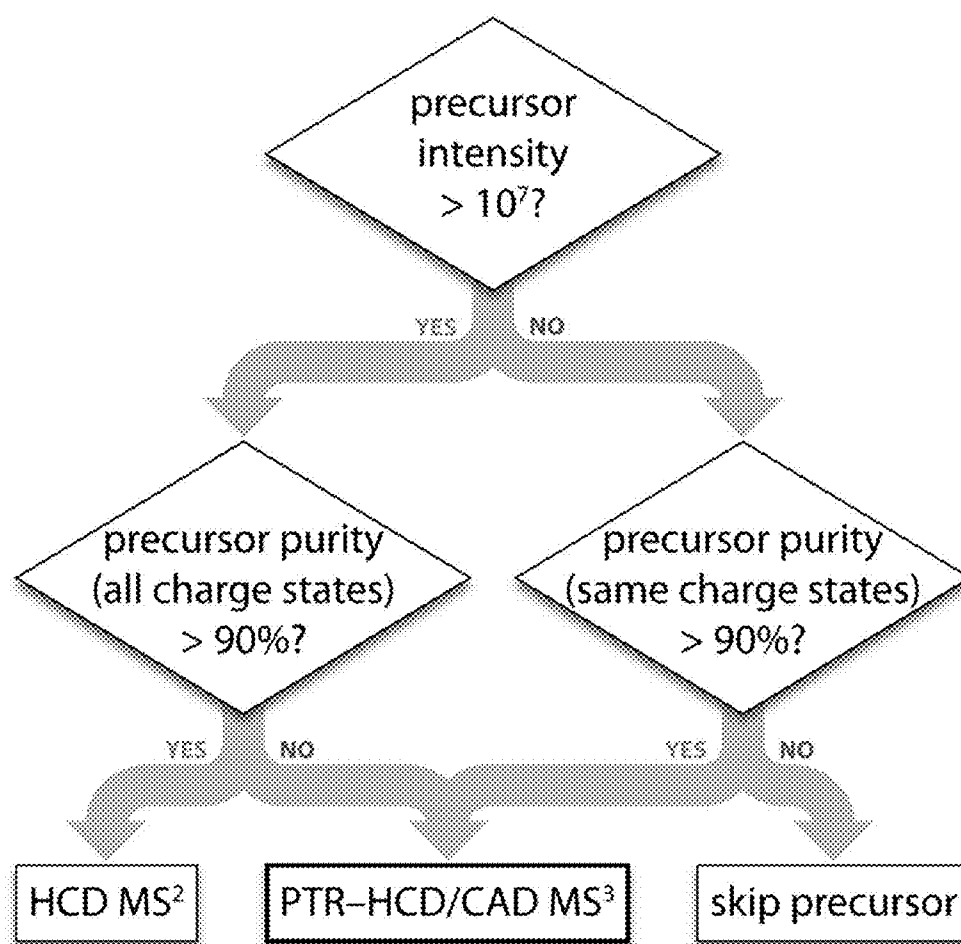 precursor
intensity
> 10⁷?
YES NO
precursor purity
(all charge states)
> 90%?
precursor purity
(same charge states)
> 90%?
YES NO
YES NO
HCD MS²
PTR–HCD/CAD MS³
skip precursor